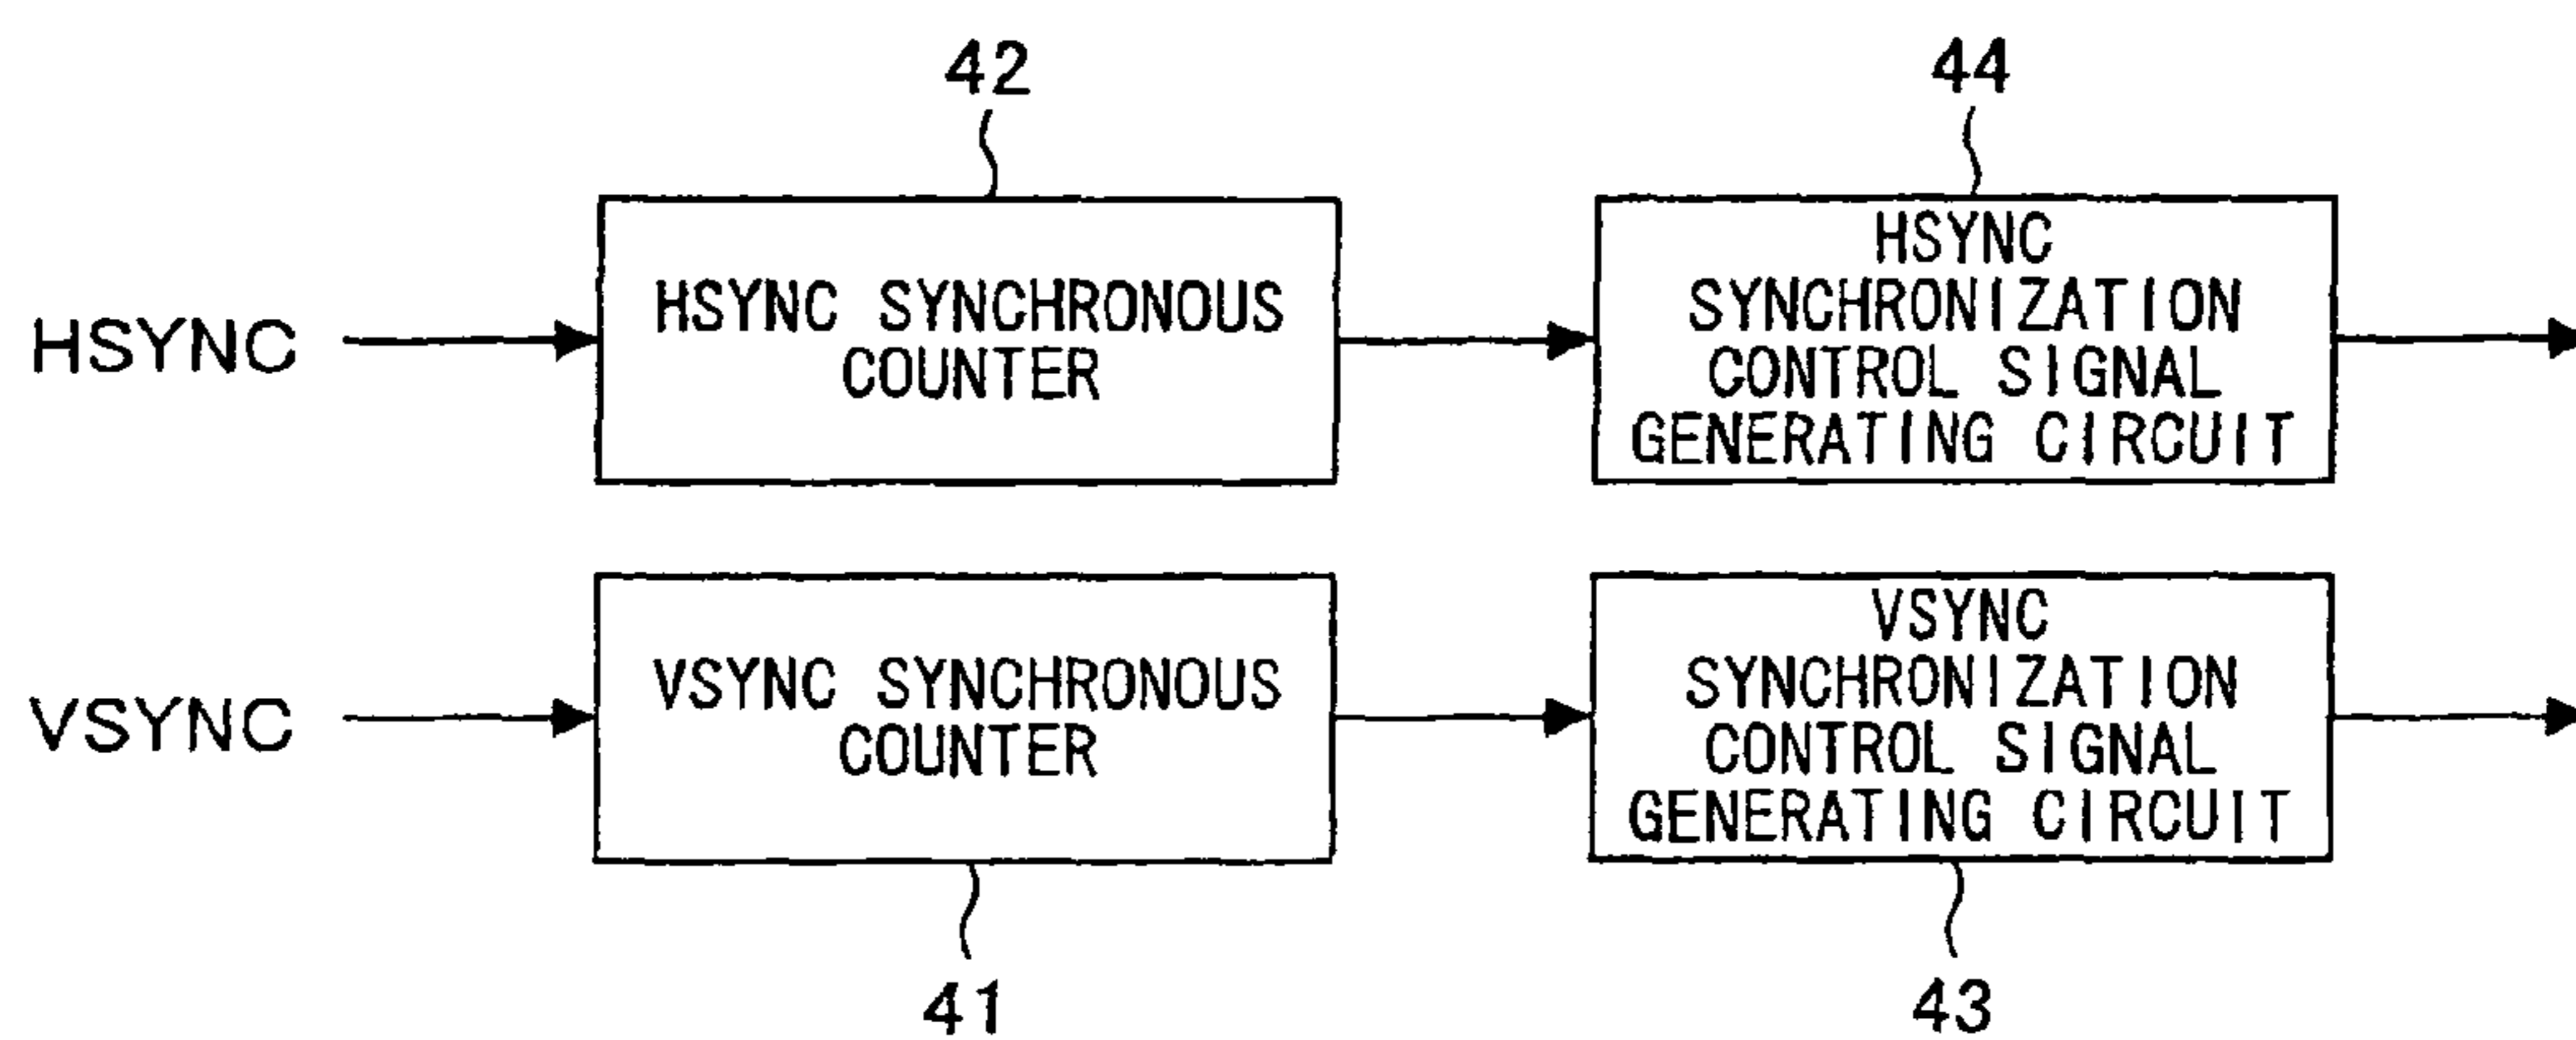 42
44
HSYNC
HSYNC SYNCHRONOUS
COUNTER
HSYNC
SYNCHRONIZATION
CONTROL SIGNAL
GENERATING CIRCUIT
VSYNC
VSYNC SYNCHRONOUS
COUNTER
VSYNC
SYNCHRONIZATION
CONTROL SIGNAL
GENERATING CIRCUIT
41
43